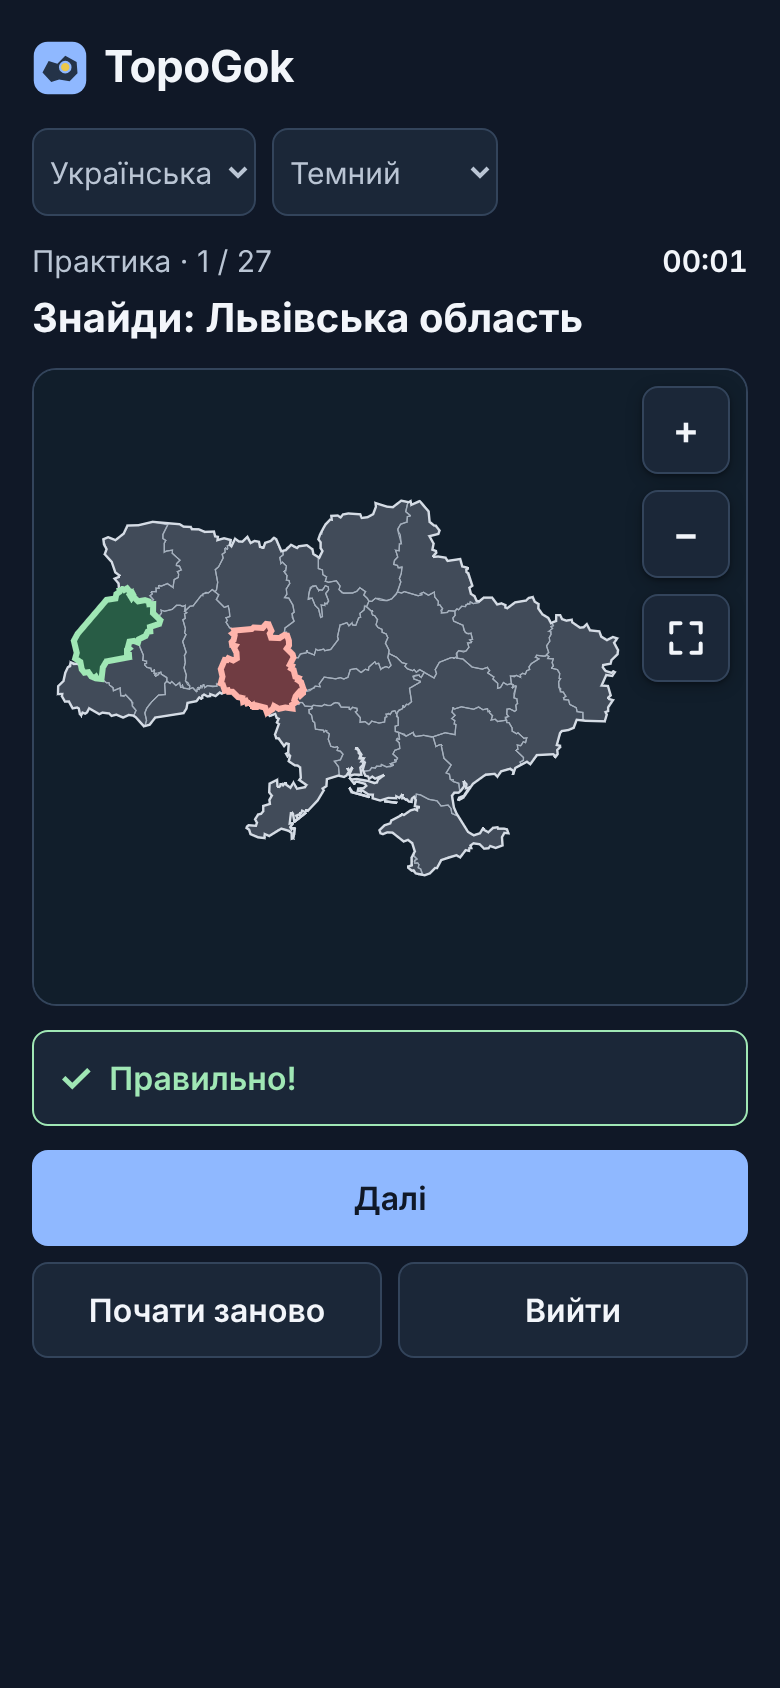 TopoGok
Українська
Темний
Практика · 1 / 27
00:01
Знайди: Львівська область
+
−
Правильно!
Далі
Почати заново
Вийти